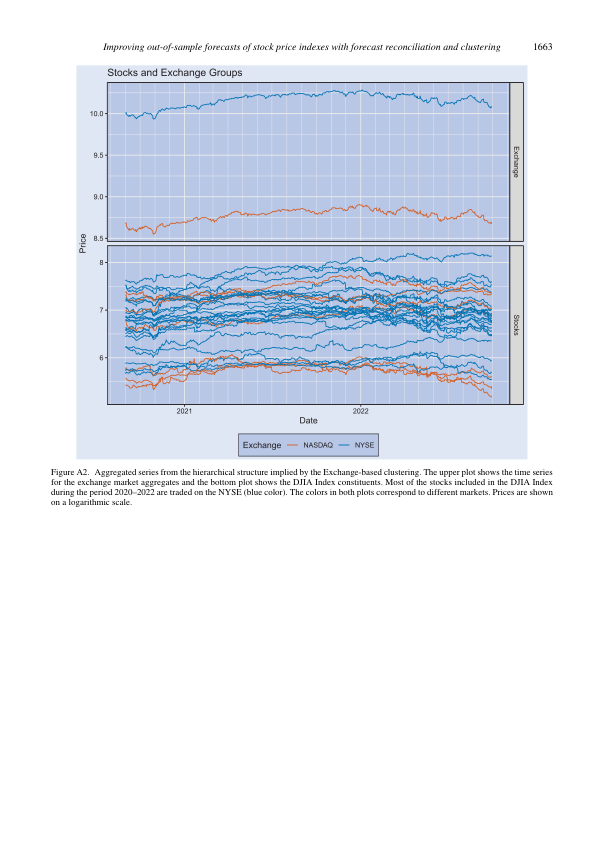 Improving out-of-sample forecasts of stock price indexes with forecast reconciliation and clustering 1663
Stocks and Exchange Groups
10.0
9.5
9.0
8.5
Exchange
Price
8
7
6
Stocks
2021 2022
Date
Exchange NASDAQ NYSE
Figure A2. Aggregated series from the hierarchical structure implied by the Exchange-based clustering. The upper plot shows the time series
for the exchange market aggregates and the bottom plot shows the DJIA Index constituents. Most of the stocks included in the DJIA Index
during the period 2020–2022 are traded on the NYSE (blue color). The colors in both plots correspond to different markets. Prices are shown
on a logarithmic scale.